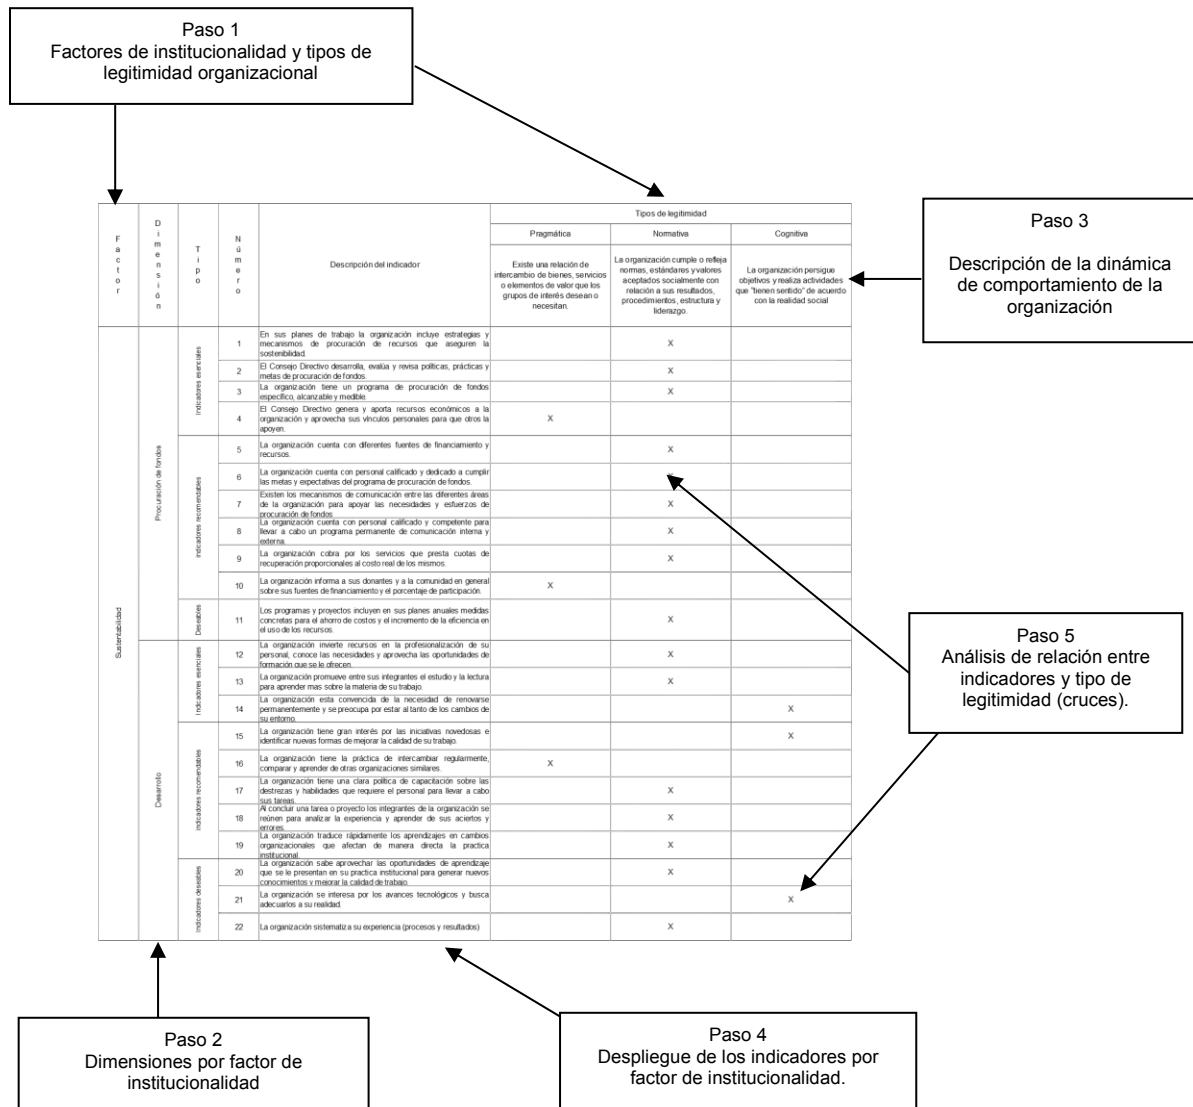 Paso 1
Factores de institucionalidad y tipos de
legitimidad organizacional
Factor
Dimensión
Tipo
Número
Descripción del indicador
Tipos de legitimidad
Pragmática
Normativa
Cognitiva
Existe una relación de
intercambio de bienes, servicios
o elementos de valor que los
grupos de interés desean o
necesitan.
La organización cumple o refleja
normas, estándares y valores
aceptados socialmente con
relación a sus resultados,
procedimientos, estructura y
liderazgo.
La organización persigue
objetivos y realiza actividades
que "tienen sentido" de acuerdo
con la realidad social
Paso 3
Descripción de la dinámica
de comportamiento de la
organización
Sustentabilidad
Procuración de fondos
Indicadores esenciales
1
En sus planes de trabajo la organización incluye estrategias y
mecanismos de procuración de recursos que aseguren la
sostenibilidad.
X
2
El Consejo Directivo desarrolla, evalúa y revisa políticas, prácticas y
metas de procuración de fondos.
X
3
La organización tiene un programa de procuración de fondos
específico, alcanzable y medible.
X
4
El Consejo Directivo genera y aporta recursos económicos a la
organización y aprovecha sus vínculos personales para que otros la
apoyen.
X
Indicadores recomendables
5
La organización cuenta con diferentes fuentes de financiamiento y
recursos.
X
6
La organización cuenta con personal calificado y dedicado a cumplir
las metas y expectativas del programa de procuración de fondos.
X
7
Existen los mecanismos de comunicación entre las diferentes áreas
de la organización para apoyar las necesidades y esfuerzos de
procuración de fondos
X
8
La organización cuenta con personal calificado y competente para
llevar a cabo un programa permanente de comunicación interna y
externa.
X
9
La organización cobra por los servicios que presta cuotas de
recuperación proporcionales al costo real de los mismos.
X
10
La organización informa a sus donantes y a la comunidad en general
sobre sus fuentes de financiamiento y el porcentaje de participación.
X
Deseables
11
Los programas y proyectos incluyen en sus planes anuales medidas
concretas para el ahorro de costos y el incremento de la eficiencia en
el uso de los recursos.
X
Desarrollo
Indicadores esenciales
12
La organización invierte recursos en la profesionalización de su
personal, conoce las necesidades y aprovecha las oportunidades de
formación que se le ofrecen.
X
13
La organización promueve entre sus integrantes el estudio y la lectura
para aprender mas sobre la materia de su trabajo.
X
14
La organización esta convencida de la necesidad de renovarse
permanentemente y se preocupa por estar al tanto de los cambios de
su entorno.
X
Indicadores recomendables
15
La organización tiene gran interés por las iniciativas novedosas e
identificar nuevas formas de mejorar la calidad de su trabajo.
X
16
La organización tiene la práctica de intercambiar regularmente,
comparar y aprender de otras organizaciones similares.
X
17
La organización tiene una clara política de capacitación sobre las
destrezas y habilidades que requiere el personal para llevar a cabo
sus tareas.
X
18
Al concluir una tarea o proyecto los integrantes de la organización se
reúnen para analizar la experiencia y aprender de sus aciertos y
errores.
X
19
La organización traduce rápidamente los aprendizajes en cambios
organizacionales que afectan de manera directa la practica
institucional.
X
Indicadores deseables
20
La organización sabe aprovechar las oportunidades de aprendizaje
que se le presentan en su practica institucional para generar nuevos
conocimientos y mejorar la calidad de trabajo.
X
21
La organización se interesa por los avances tecnológicos y busca
adecuarlos a su realidad.
X
22
La organización sistematiza su experiencia (procesos y resultados)
X
Paso 5
Análisis de relación entre
indicadores y tipo de
legitimidad (cruces).
Paso 2
Dimensiones por factor de
institucionalidad
Paso 4
Despliegue de los indicadores por
factor de institucionalidad.